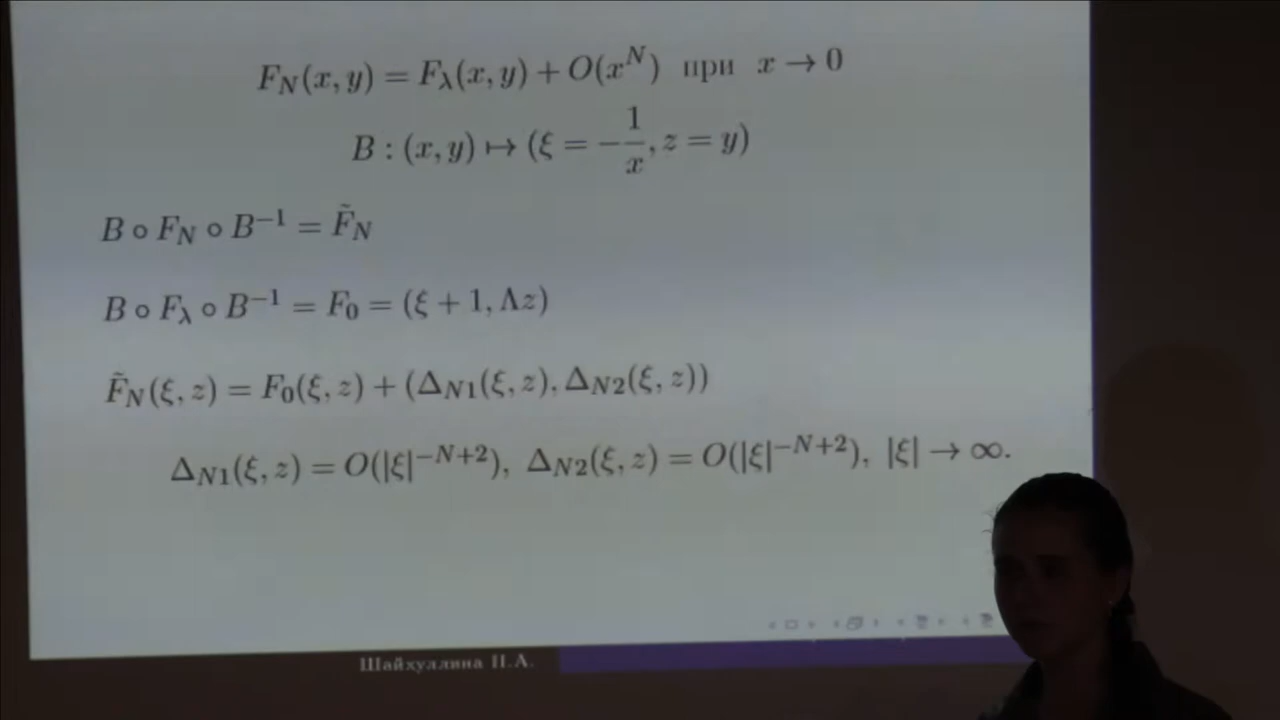 F_N(x, y) = F_λ(x, y) + O(x^N) при x → 0
B : (x, y) ↦ (ξ = −1/x, z = y)
B ∘ F_N ∘ B^{−1} = F̃_N
B ∘ F_λ ∘ B^{−1} = F_0 = (ξ + 1, Λz)
F̃_N(ξ, z) = F_0(ξ, z) + (Δ_{N1}(ξ, z), Δ_{N2}(ξ, z))
Δ_{N1}(ξ, z) = O(|ξ|^{−N+2}), Δ_{N2}(ξ, z) = O(|ξ|^{−N+2}), |ξ| → ∞.
Шайхуллина П.А.